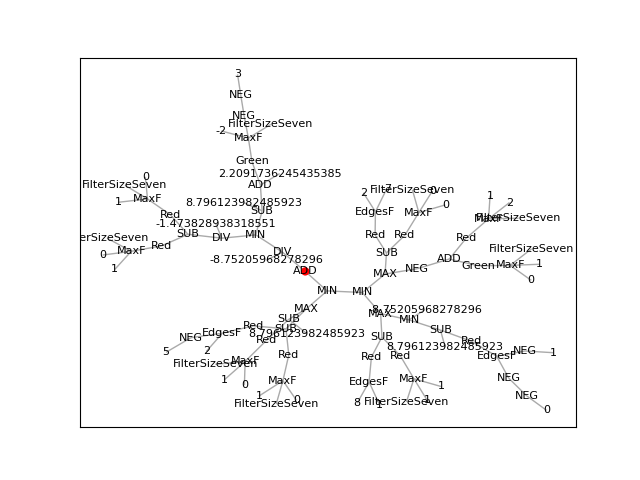 3
NEG
NEG
FilterSizeSeven
-2
MaxF
Green
2.2091736245435385
ADD
0
FilterSizeSeven
MaxF
1
8.796123982485923
SUB
Red
-1.473828938318551
SUB
DIV
MIN
lterSizeSeven
MaxF
Red
0
1
DIV
-8.75205968278296
ADD
2
-7
FilterSizeSeven
0
EdgesF
MaxF
0
Red
Red
SUB
1
2
MaxF
FilterSizeSeven
Red
FilterSizeSeven
ADD
Green
MaxF
1
0
MAX
NEG
MIN
MIN
MAX
SUB
MAX
8.75205968278296
MIN
SUB
Red
EdgesF
SUB
8.796123982485923
NEG
5
2
Red
FilterSizeSeven
MaxF
1
0
Red
MaxF
1
0
FilterSizeSeven
SUB
Red
8.796123982485923
Red
Red
EdgesF
NEG
1
EdgesF
MaxF
1
8
1
FilterSizeSeven
1
NEG
NEG
0